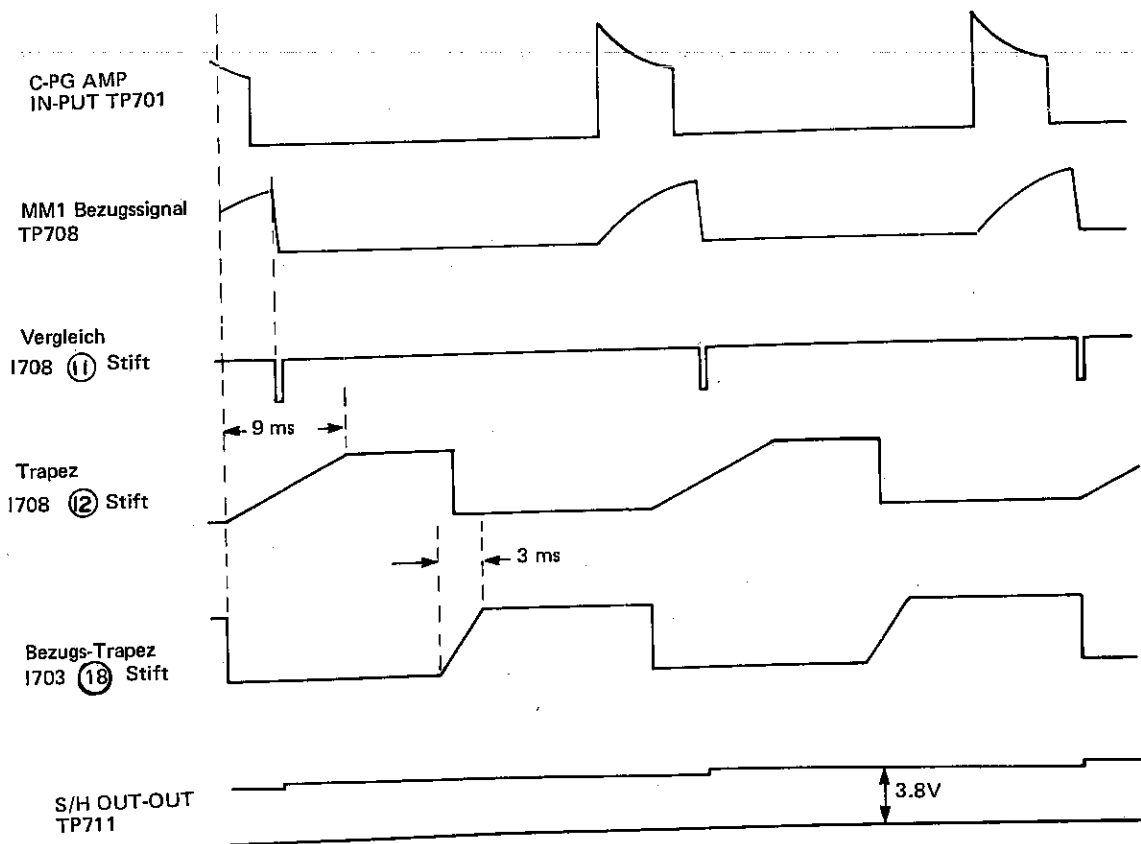 C-PG AMP
IN-PUT TP701
MM1 Bezugssignal
TP708
Vergleich
I708 ⑪ Stift
9 ms
Trapez
I708 ⑫ Stift
3 ms
Bezugs-Trapez
I703 ⑱ Stift
S/H OUT-OUT
TP711
3.8V